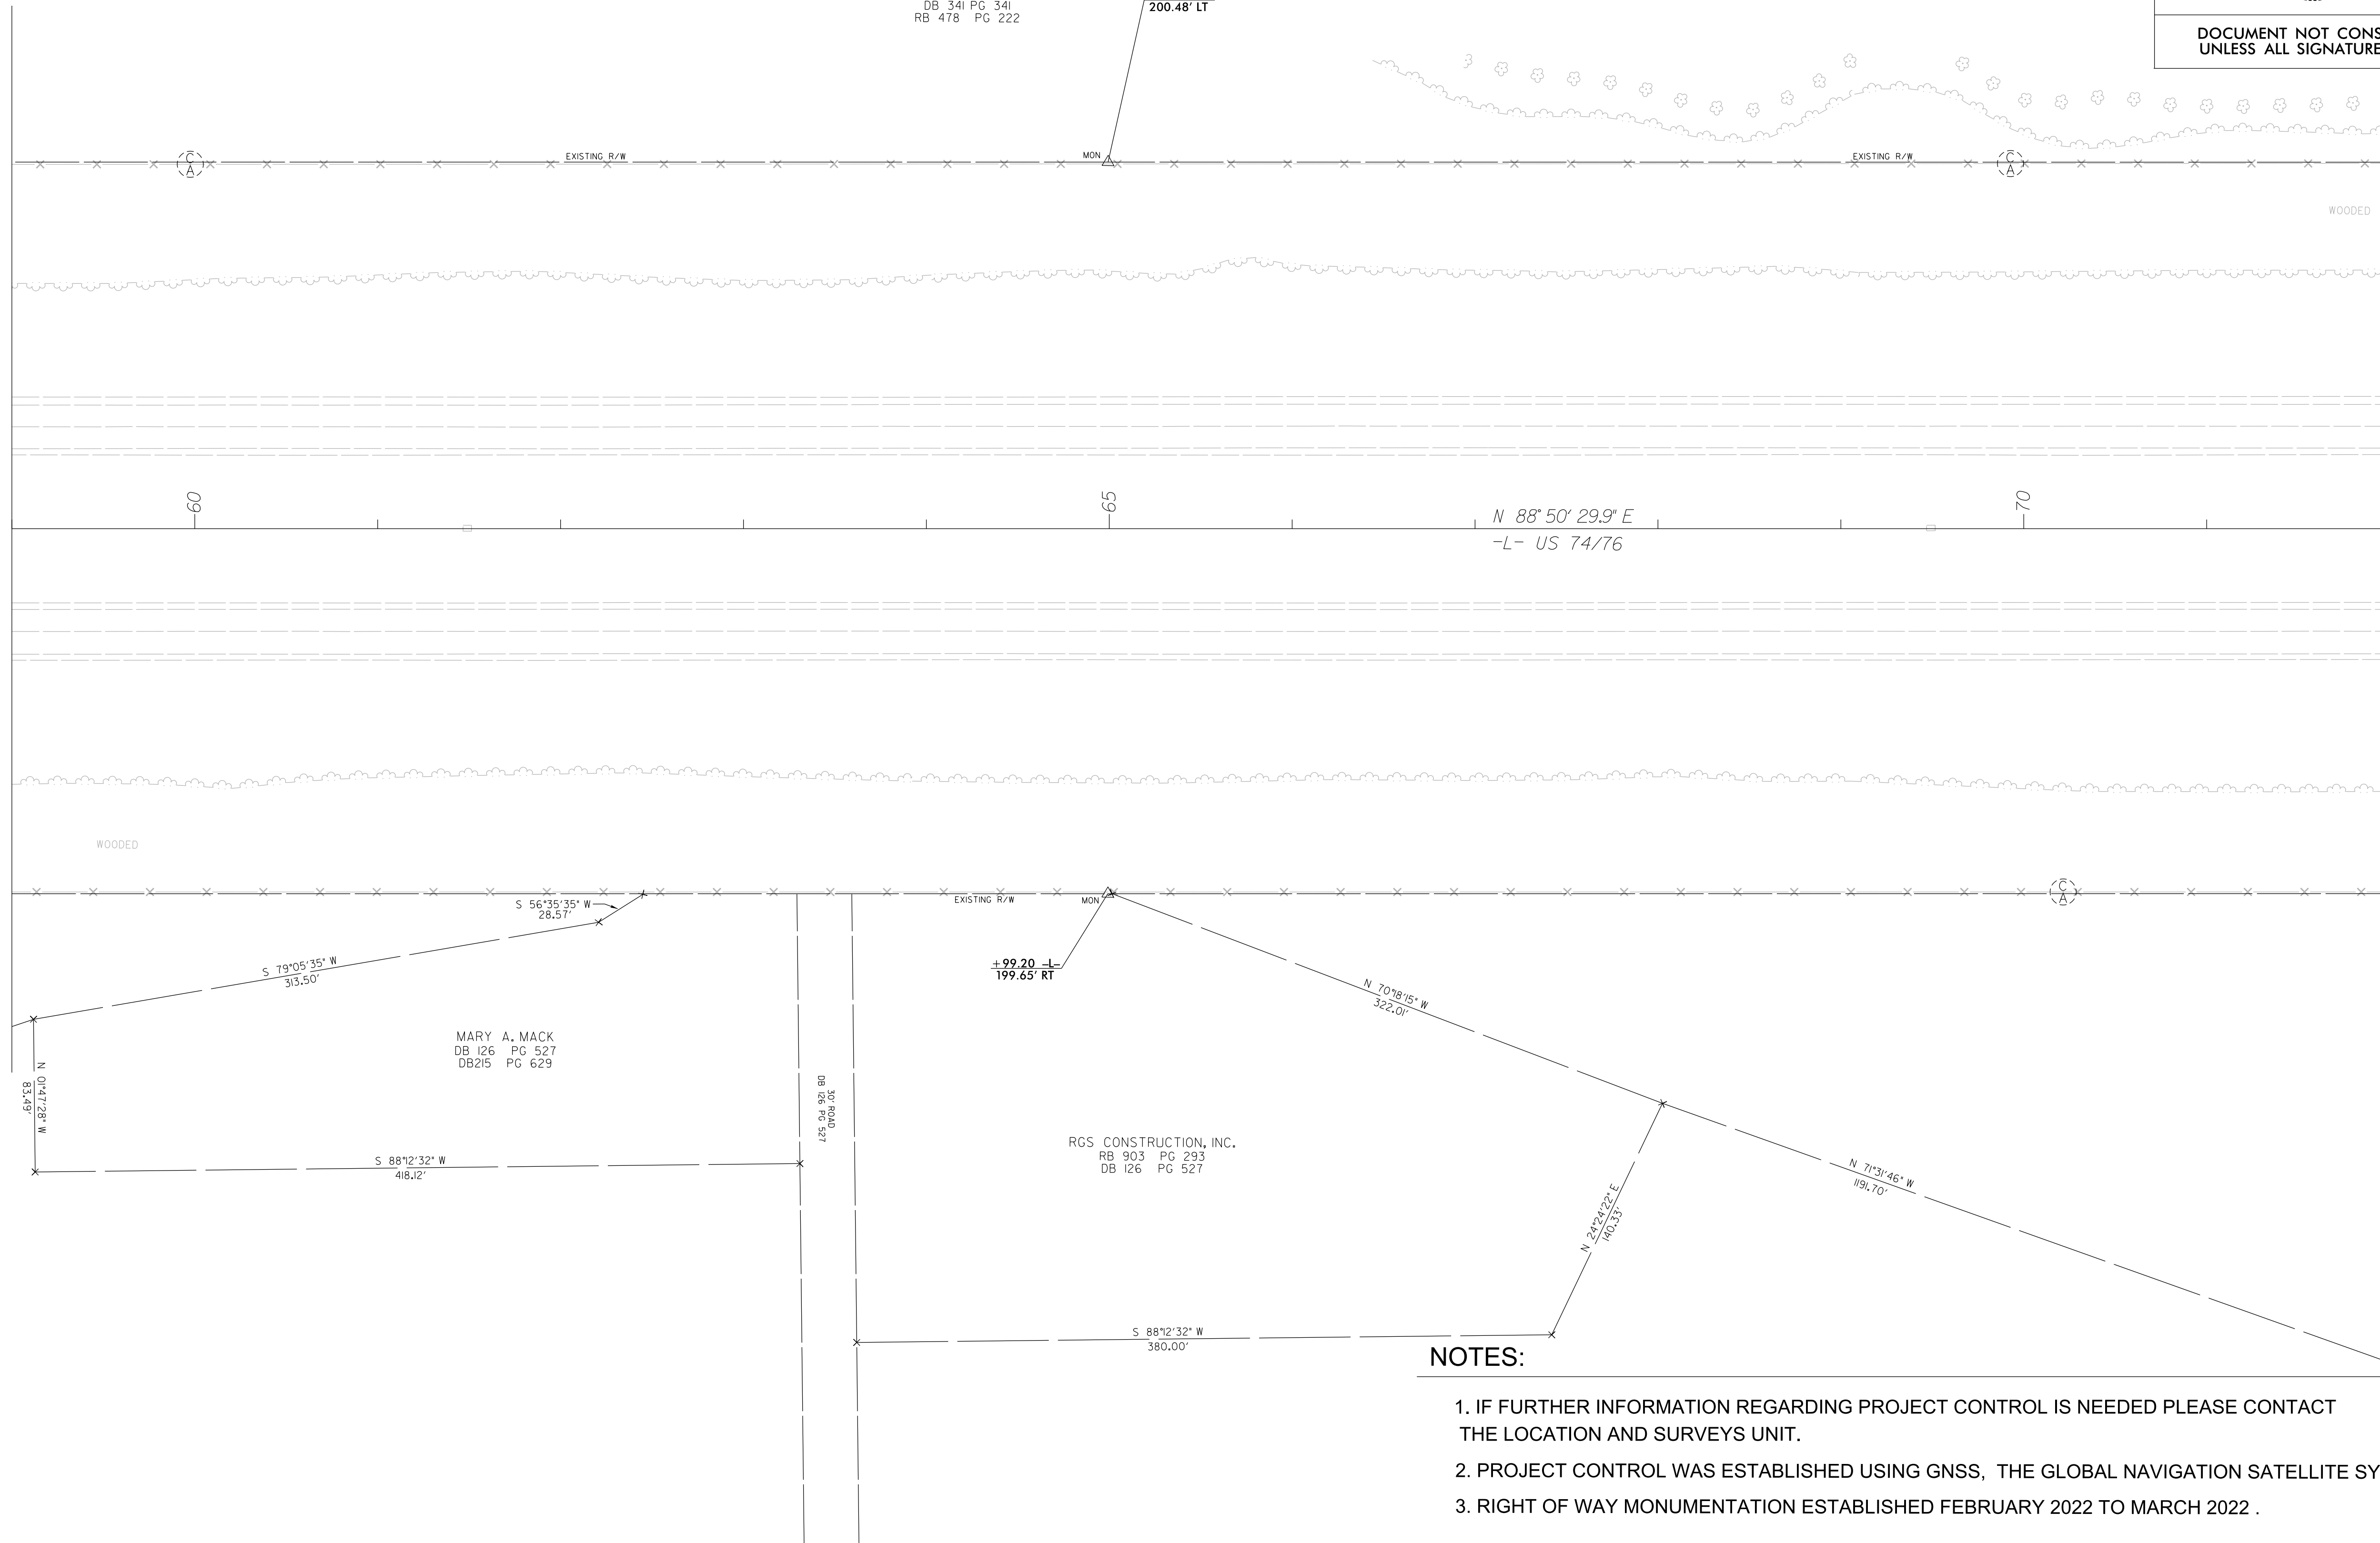 DB 341 PG 341
RB 478 PG 222
200.48' LT
DOCUMENT NOT CONS
UNLESS ALL SIGNATURE
C
A
EXISTING R/W
MON
EXISTING R/W
C
A
WOODED
60
65
70
N 88° 50' 29.9" E
-L- US 74/76
WOODED
S 56°35'35" W
28.57'
EXISTING R/W
MON
C
A
S 79°05'35" W
313.50'
+99.20 -L-
199.65' RT
N 70°18'15" W
322.01'
MARY A. MACK
DB 126 PG 527
DB215 PG 629
N 01°47'28" W
83.49'
30' ROAD
DB 126 PG 527
RGS CONSTRUCTION, INC.
RB 903 PG 293
DB 126 PG 527
S 88°12'32" W
418.12'
N 71°31'46" W
1191.70'
N 24°24'22" E
140.33'
S 88°12'32" W
380.00'
NOTES:
1. IF FURTHER INFORMATION REGARDING PROJECT CONTROL IS NEEDED PLEASE CONTACT
THE LOCATION AND SURVEYS UNIT.
2. PROJECT CONTROL WAS ESTABLISHED USING GNSS, THE GLOBAL NAVIGATION SATELLITE SY
3. RIGHT OF WAY MONUMENTATION ESTABLISHED FEBRUARY 2022 TO MARCH 2022 .